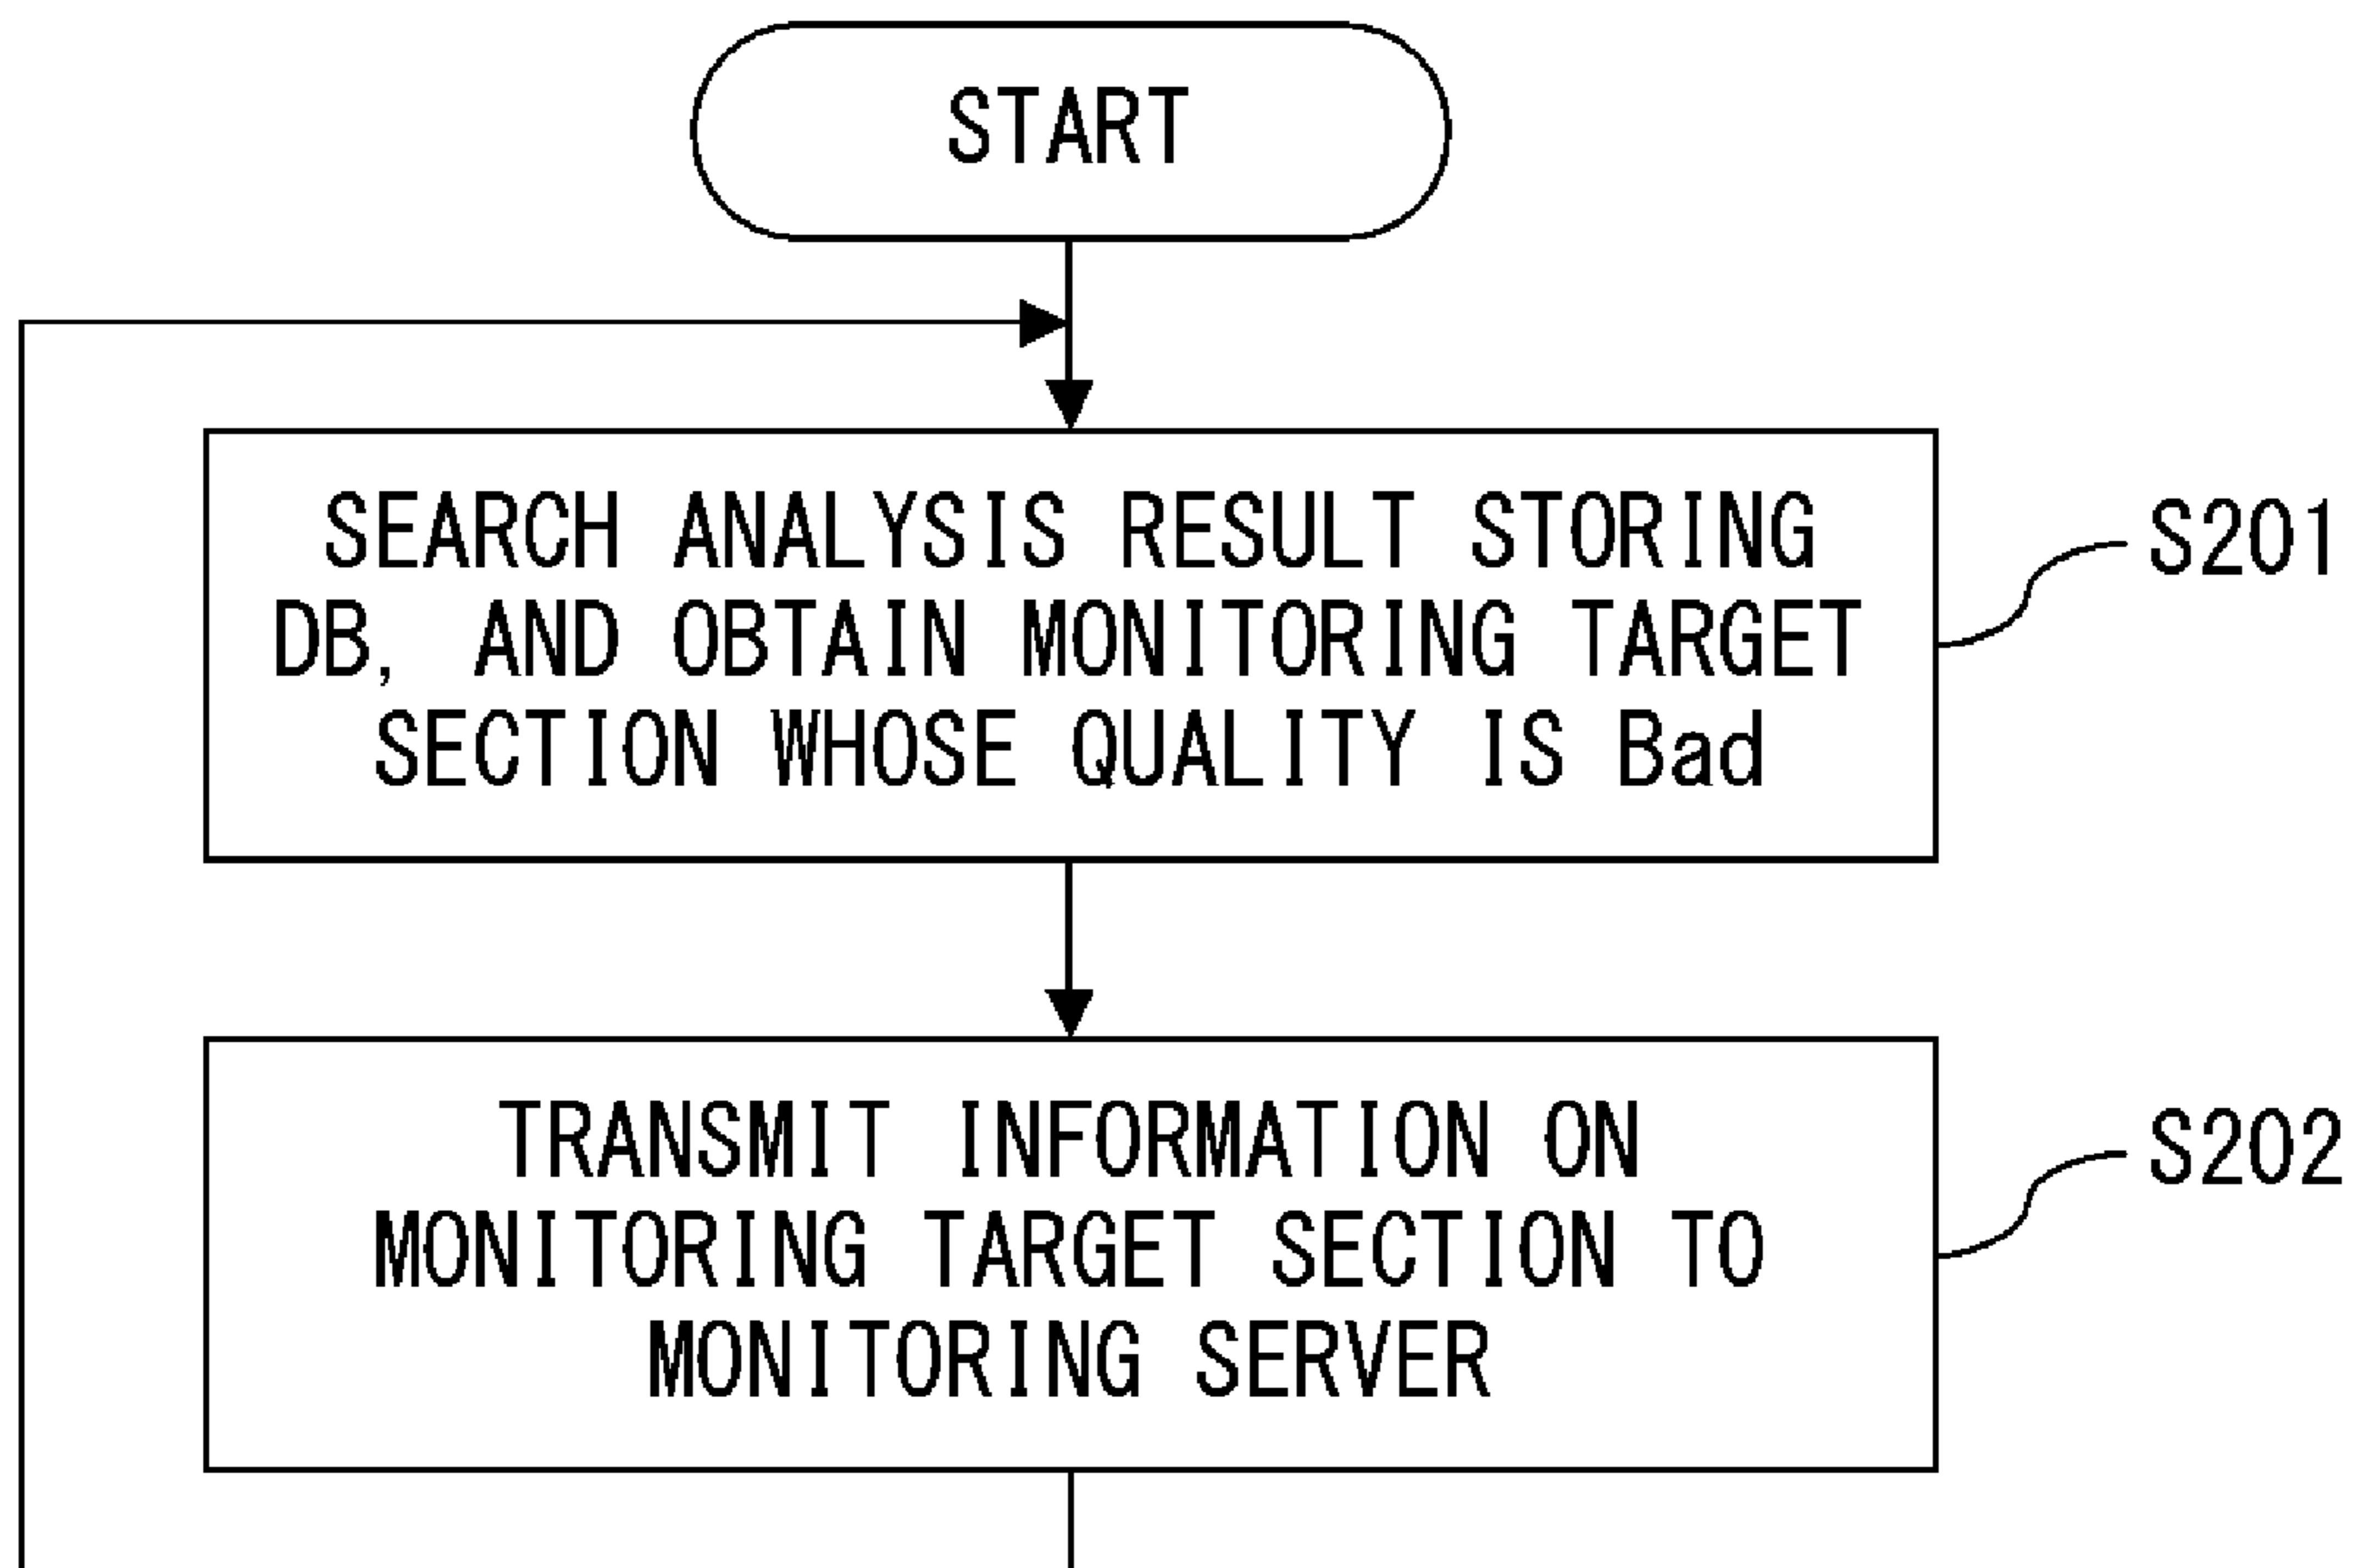 START
SEARCH ANALYSIS RESULT STORING
S201
DB, AND OBTAIN MONITORING TARGET
SECTION WHOSE QUALITY IS Bad
TRANSMIT INFORMATION ON
S202
MONITORING TARGET SECTION TO
MONITORING SERVER